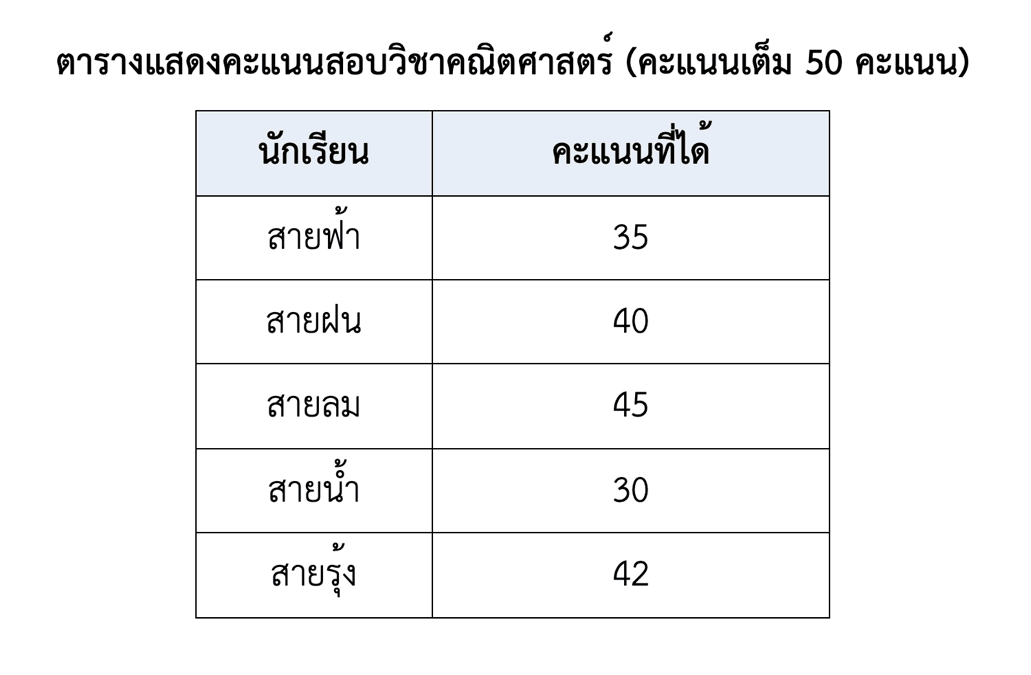 ตารางแสดงคะแนนสอบวิชาคณิตศาสตร์ (คะแนนเต็ม 50 คะแนน)
นักเรียน คะแนนที่ได้
สายฟ้า 35
สายฝน 40
สายลม 45
สายน้ำ 30
สายรุ้ง 42